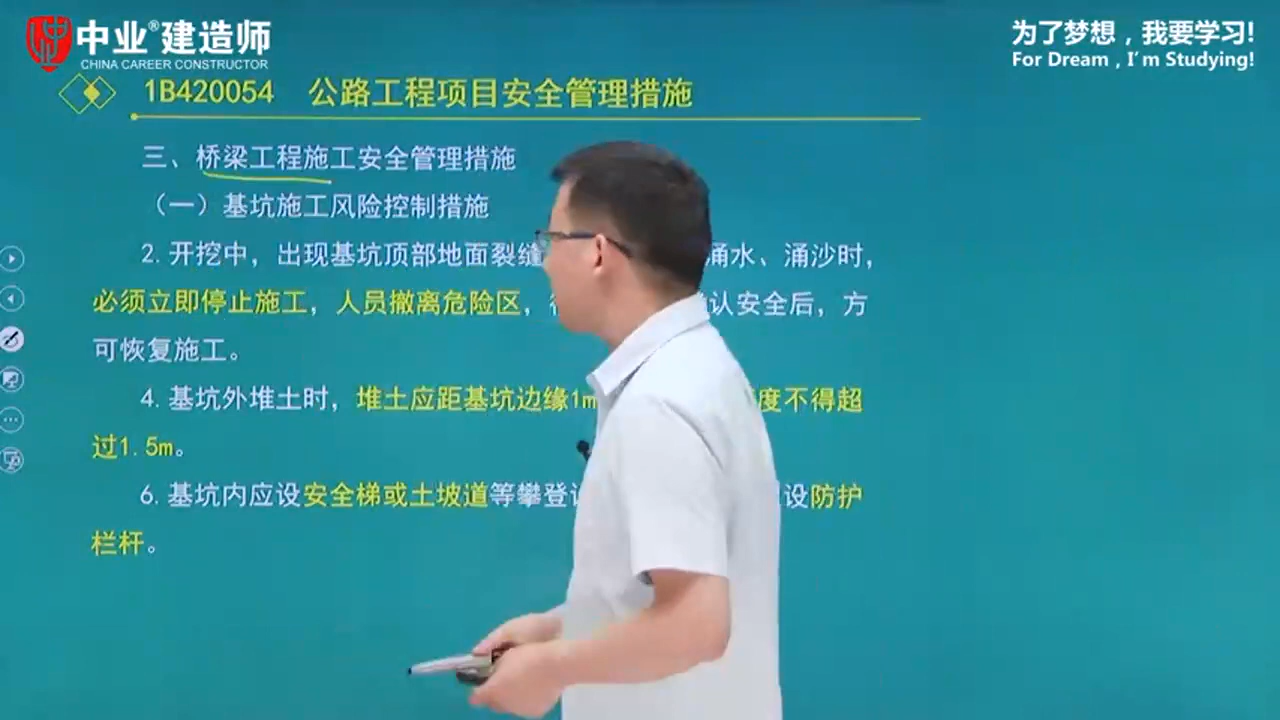 中业®建造师
CHINA CAREER CONSTRUCTOR
为了梦想，我要学习!
For Dream , I'm Studying!
1B420054 公路工程项目安全管理措施
三、桥梁工程施工安全管理措施
（一）基坑施工风险控制措施
2.开挖中，出现基坑顶部地面裂缝 涌水、涌沙时，
必须立即停止施工，人员撤离危险区， 认安全后，方
可恢复施工。
4.基坑外堆土时，堆土应距基坑边缘1m 度不得超
过1.5m。
6.基坑内应设安全梯或土坡道等攀登 设防护
栏杆。